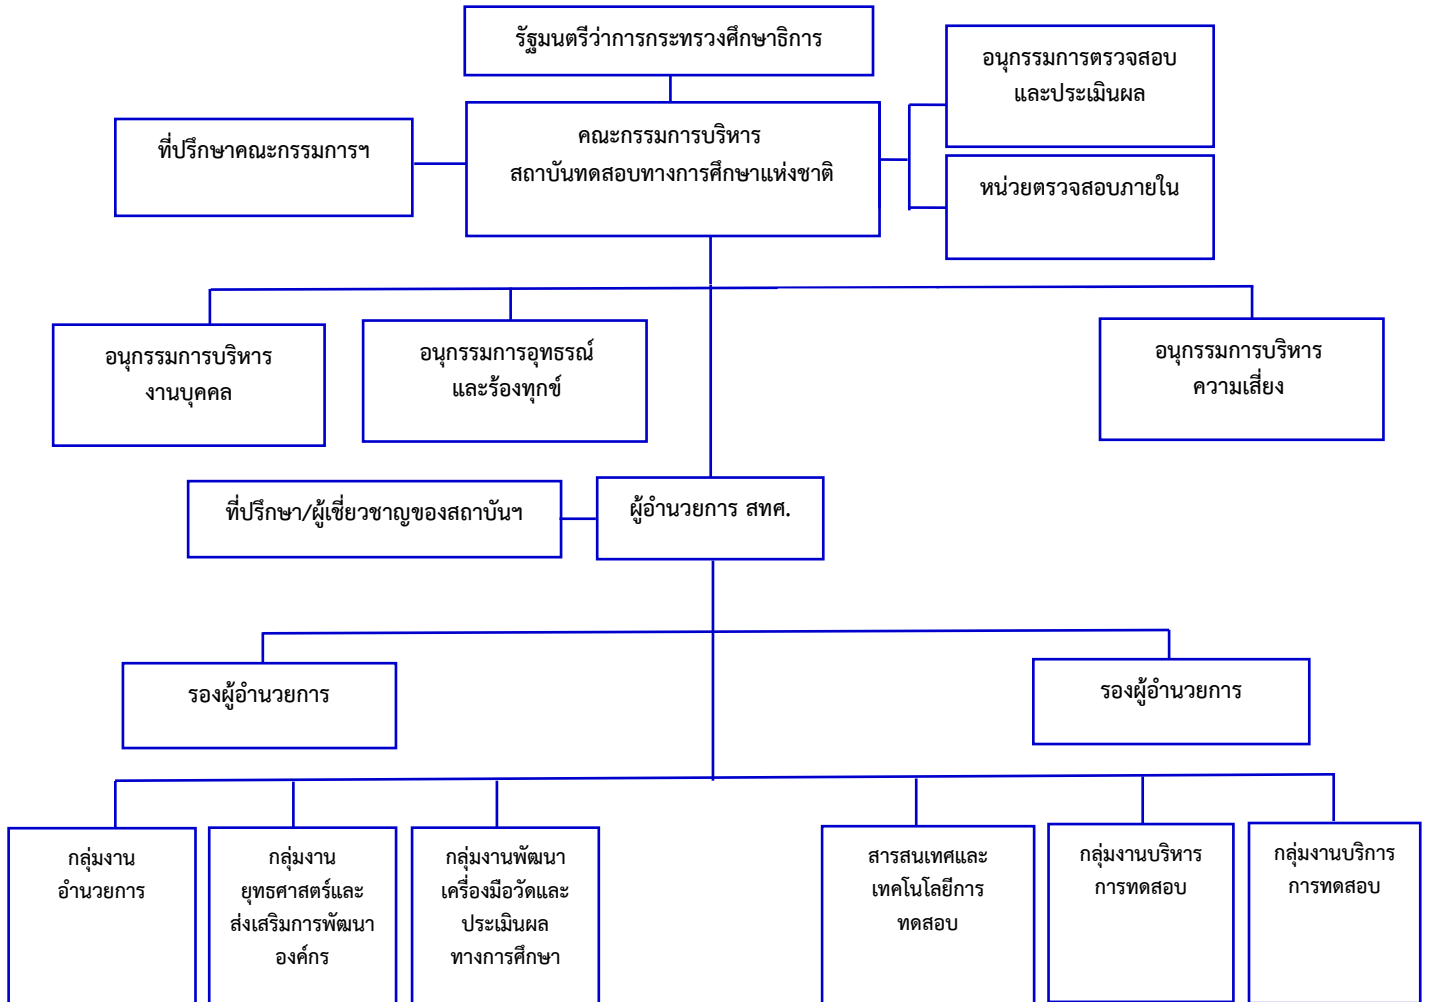 รัฐมนตรีว่าการกระทรวงศึกษาธิการ
อนุกรรมการตรวจสอบ
และประเมินผล
ที่ปรึกษาคณะกรรมการฯ
คณะกรรมการบริหาร
สถาบันทดสอบทางการศึกษาแห่งชาติ
หน่วยตรวจสอบภายใน
อนุกรรมการบริหาร
งานบุคคล
อนุกรรมการอุทธรณ์
และร้องทุกข์
อนุกรรมการบริหาร
ความเสี่ยง
ที่ปรึกษา/ผู้เชี่ยวชาญของสถาบันฯ
ผู้อำนวยการ สทศ.
รองผู้อำนวยการ
รองผู้อำนวยการ
กลุ่มงาน
อำนวยการ
กลุ่มงาน
ยุทธศาสตร์และ
ส่งเสริมการพัฒนา
องค์กร
กลุ่มงานพัฒนา
เครื่องมือวัดและ
ประเมินผล
ทางการศึกษา
สารสนเทศและ
เทคโนโลยีการ
ทดสอบ
กลุ่มงานบริหาร
การทดสอบ
กลุ่มงานบริการ
การทดสอบ